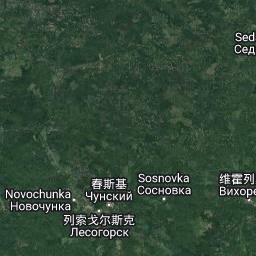 Sed
Сед
Sosnovka
Сосновка
维霍列
Вихоре
春斯基
Чунский
Novochunka
Новочунка
列索戈尔斯克
Лесогорск